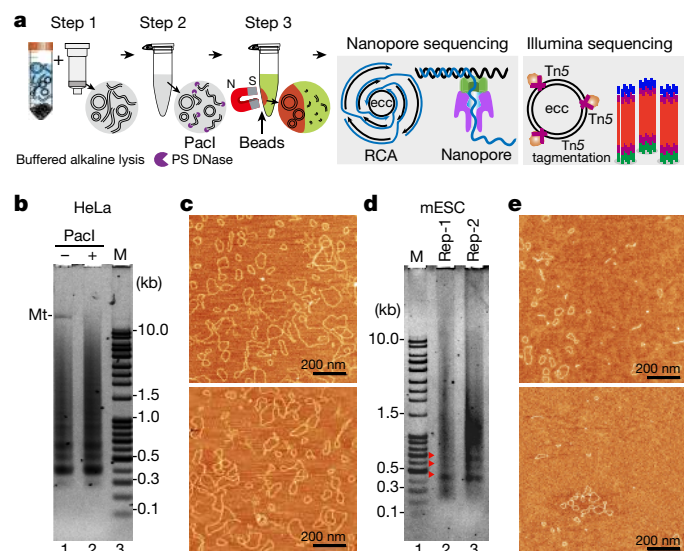 a
Step 1
Step 2
Step 3
Nanopore sequencing
Illumina sequencing
N
S
PacI
Beads
Buffered alkaline lysis
PS DNase
ecc
RCA
Nanopore
Tn5
ecc
Tn5
Tn5
tagmentation
b
HeLa
PacI
– + M
(kb)
Mt-
-10.0
-1.5
-1.0
-0.5
-0.3
-0.1
1 2 3
c
200 nm
200 nm
d
mESC
M Rep-1 Rep-2
(kb)
10.0-
1.5-
0.5-
0.3-
0.1-
1 2 3
e
200 nm
200 nm